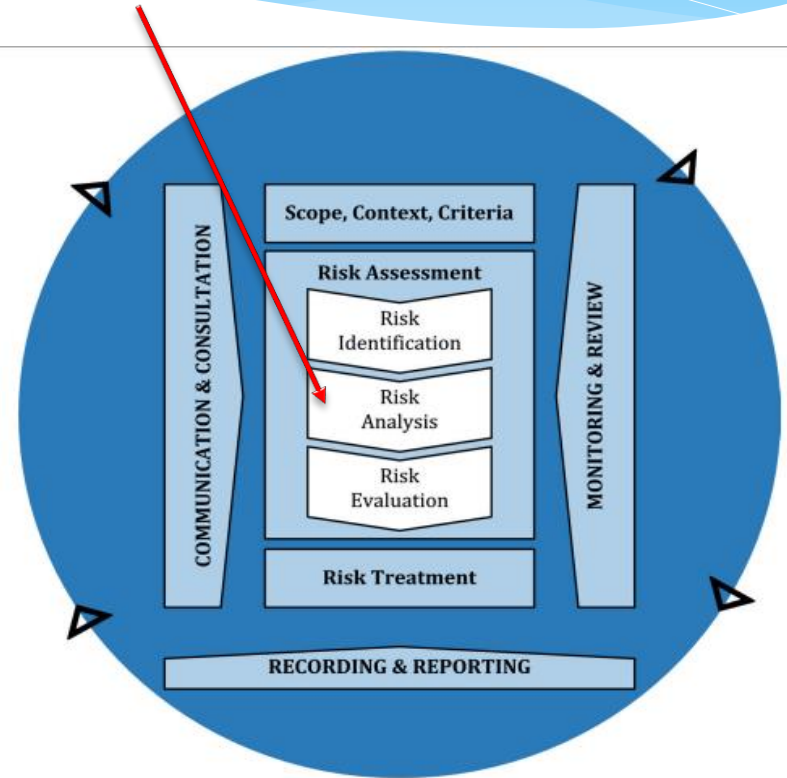 Scope, Context, Criteria
Risk Assessment
Risk
Identification
Risk
Analysis
Risk
Evaluation
Risk Treatment
COMMUNICATION & CONSULTATION
MONITORING & REVIEW
RECORDING & REPORTING